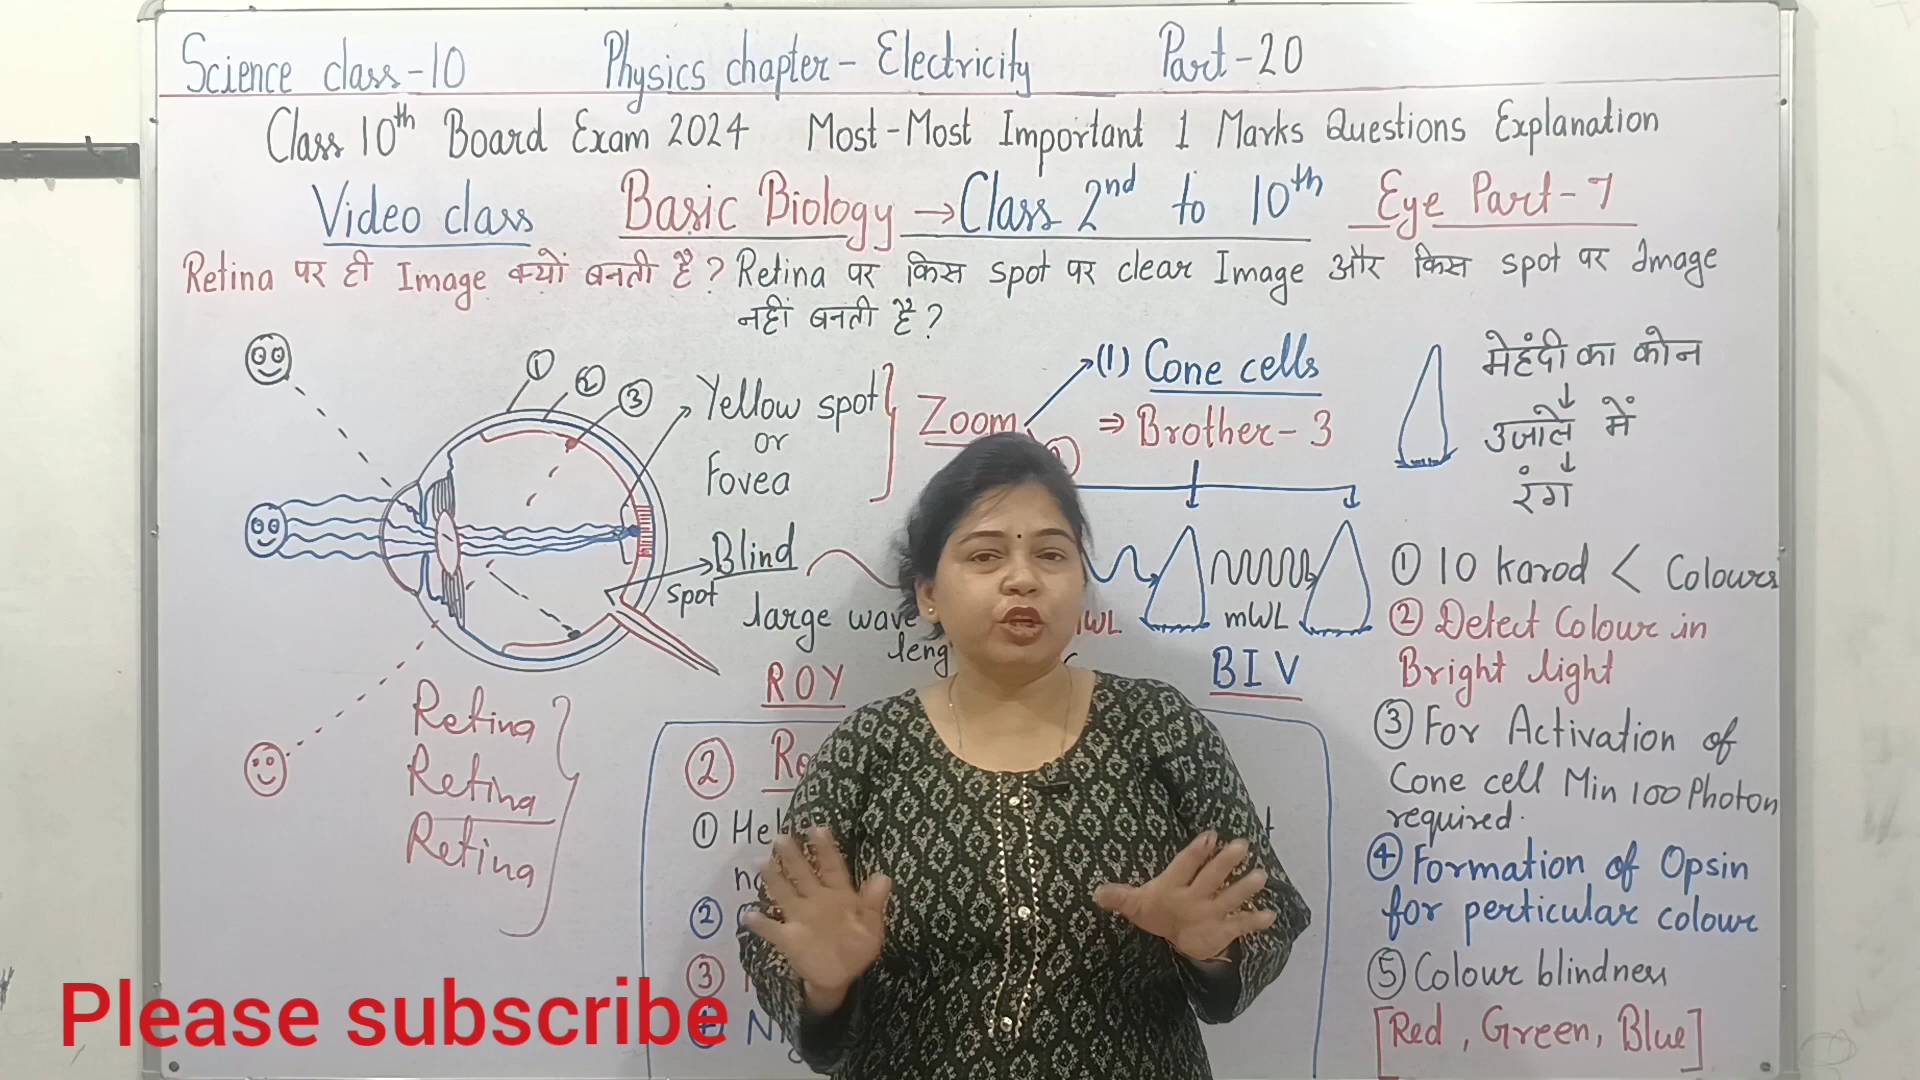 Science class-10 Physics chapter- Electricity Part-20
Class 10th Board Exam 2024 Most-Most Important 1 Marks Questions Explanation
Video class Basic Biology → Class 2nd to 10th Eye Part-7
Retina पर ही Image क्यों बनती है ? Retina पर किस spot पर clear Image और किस spot पर Image
नहीं बनती है ?
① ② ③
Yellow spot
or
Fovea
Blind
spot
Zoom
(1) Cone cells
⇒ Brother-3
मेहंदी का कोन
↓
उजाले में
↓
रंग
large wave
leng
WL
mWL
ROY
BIV
Retina
Retina
Retina
②
①
②
③
① 10 Karod < Colours
② Detect Colour in
Bright light
③ For Activation of
Cone cell Min 100 Photon
required.
④ Formation of Opsin
for perticular colour
⑤ Colour blindness
[Red, Green, Blue]
Please subscribe